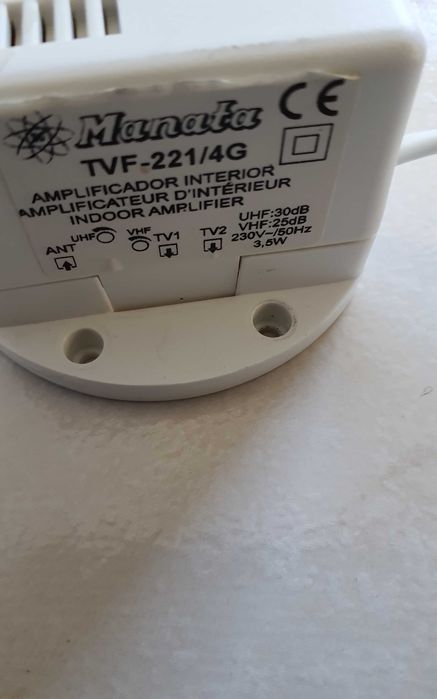 Manata CE
TVF-221/4G
AMPLIFICADOR INTERIOR
AMPLIFICATEUR D'INTÉRIEUR
INDOOR AMPLIFIER
UHF:30dB
VHF:25dB
230V~/50Hz
3,5W
ANT UHF VHF TV1 TV2